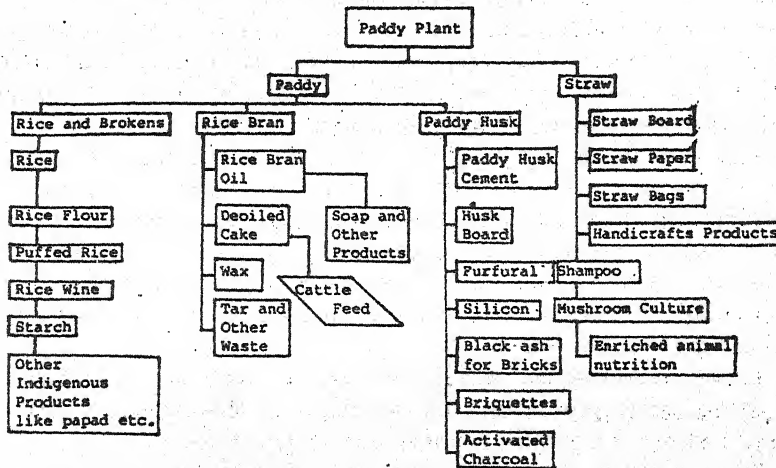 Paddy Plant
Paddy
Straw
Rice and Brokens
Rice
Rice Flour
Puffed Rice
Rice Wine
Starch
Other
Indigenous
Products
like papad etc.
Rice Bran
Rice Bran
Oil
Soap and
Other
Products
Deoiled
Cake
Cattle
Feed
Wax
Tar and
Other
Waste
Paddy Husk
Paddy Husk
Cement
Husk
Board
Furfural
Silicon
Black ash
for Bricks
Briquettes
Activated
Charcoal
Straw Board
Straw Paper
Straw Bags
Handicrafts Products
Shampoo
Mushroom Culture
Enriched animal
nutrition